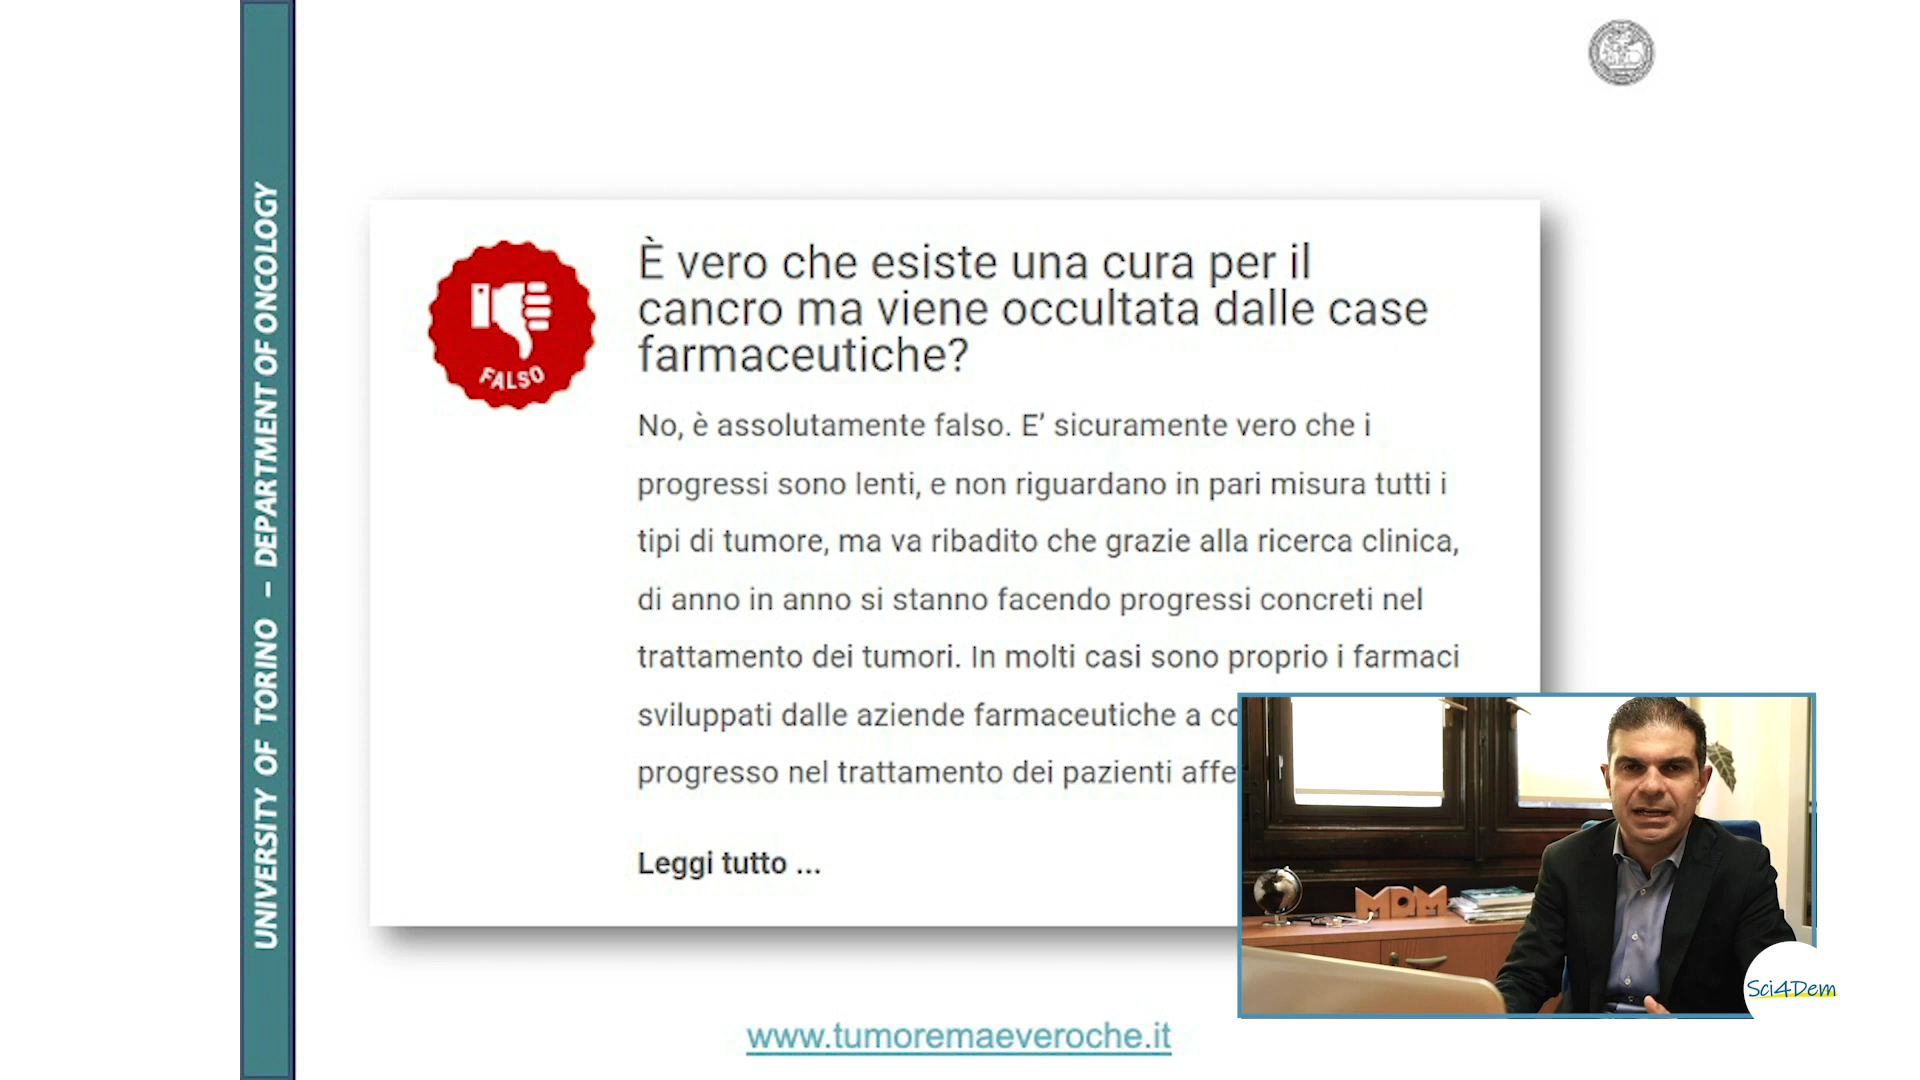 UNIVERSITY OF TORINO – DEPARTMENT OF ONCOLOGY
FALSO
È vero che esiste una cura per il
cancro ma viene occultata dalle case
farmaceutiche?
No, è assolutamente falso. E’ sicuramente vero che i
progressi sono lenti, e non riguardano in pari misura tutti i
tipi di tumore, ma va ribadito che grazie alla ricerca clinica,
di anno in anno si stanno facendo progressi concreti nel
trattamento dei tumori. In molti casi sono proprio i farmaci
sviluppati dalle aziende farmaceutiche a
progresso nel trattamento dei pazienti
Leggi tutto ...
MOM
Sci4Dem
www.tumoremaeveroche.it